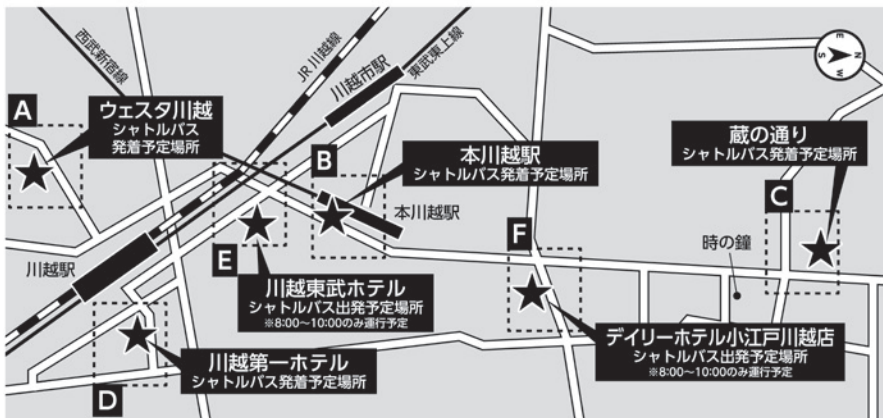 西武新宿線
JR 川越線
川越市駅
東武東上線
E
N
S
W
A
ウェスタ川越
シャトルバス
発着予定場所
B
本川越駅
シャトルバス発着予定場所
蔵の通り
シャトルバス発着予定場所
C
本川越駅
川越駅
E
F
時の鐘
川越東武ホテル
シャトルバス出発予定場所
※8:00〜10:00のみ運行予定
デイリーホテル小江戸川越店
シャトルバス出発予定場所
※8:00〜10:00のみ運行予定
川越第一ホテル
シャトルバス発着予定場所
D